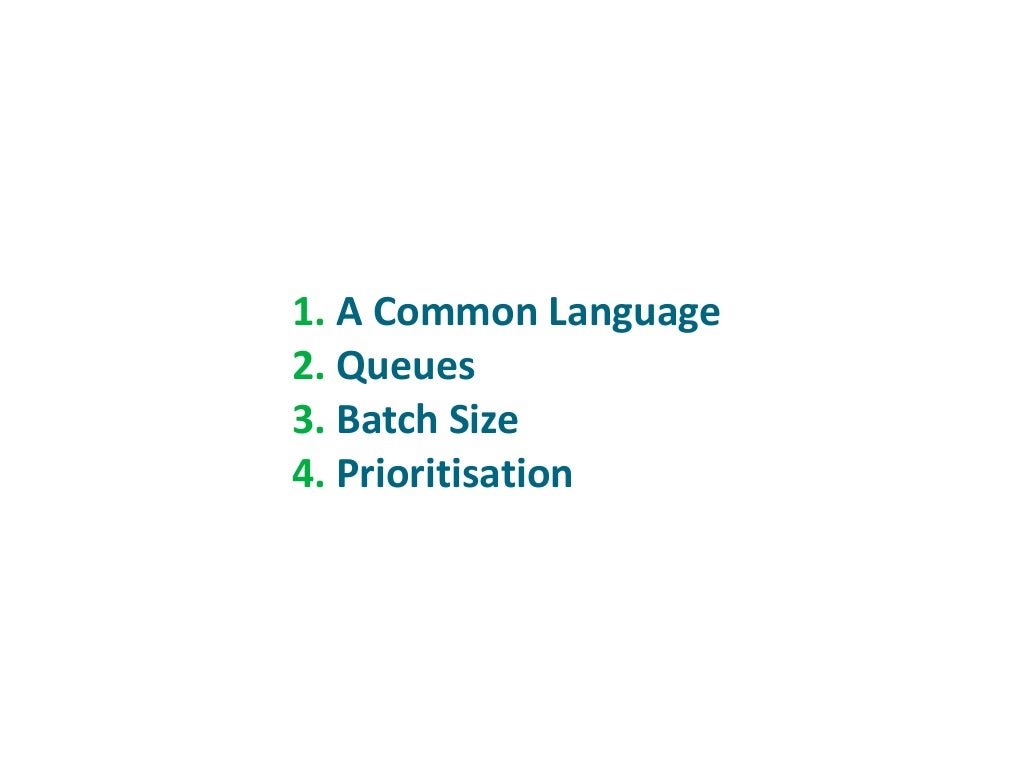 1. A Common Language
2. Queues
3. Batch Size
4. Prioritisation